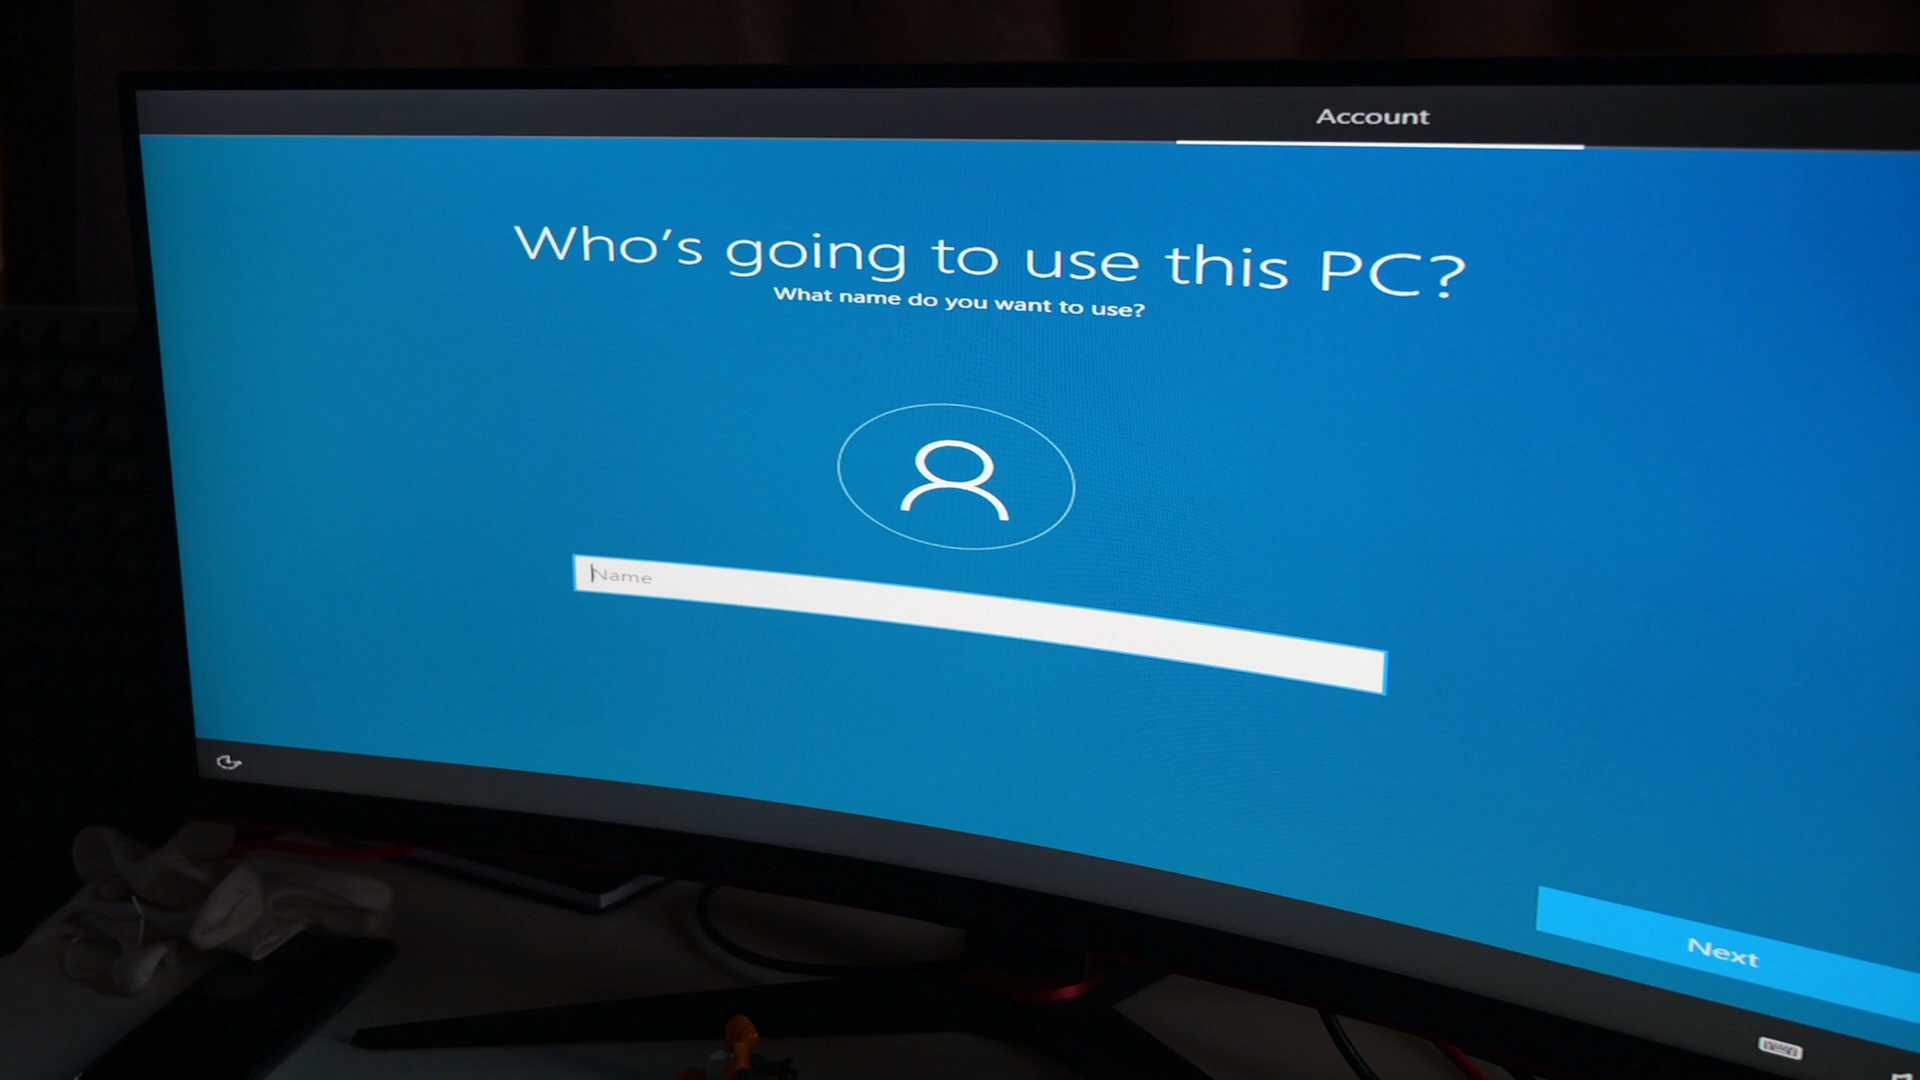 Account
Who's going to use this PC?
What name do you want to use?
Name
Next